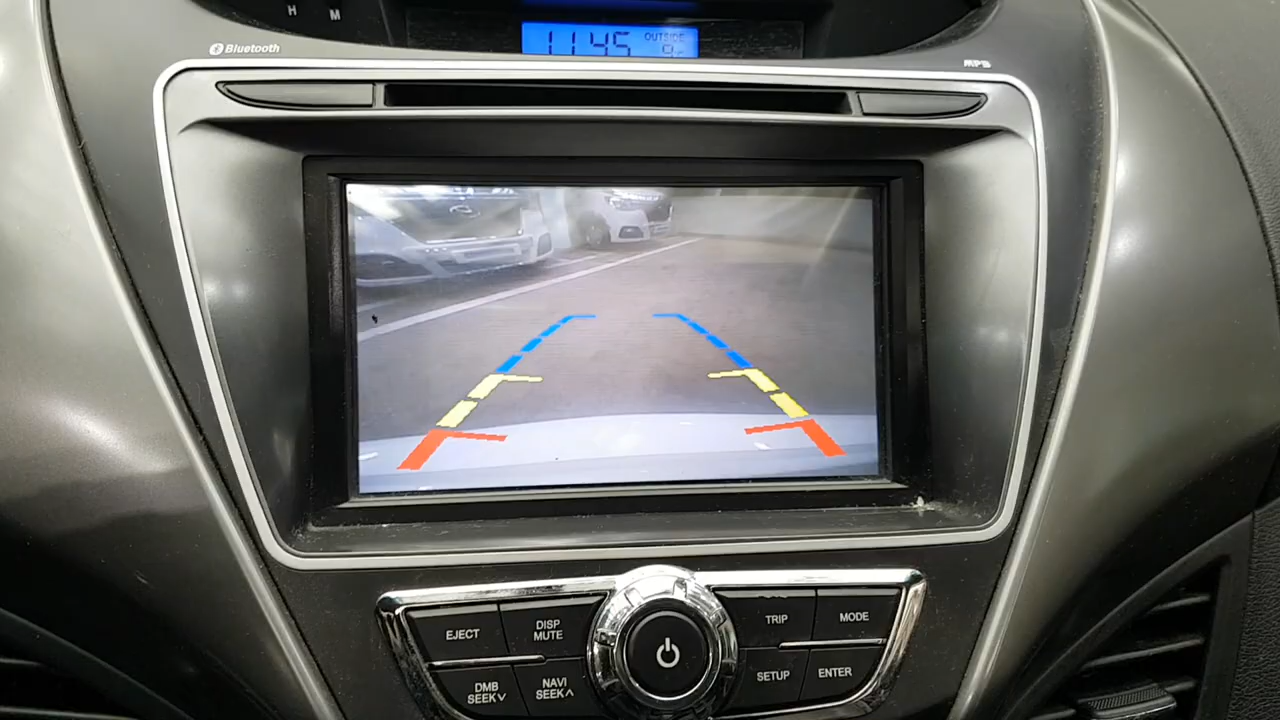 H M
Bluetooth
11:45
OUTSIDE
MP3
EJECT
DISP
MUTE
TRIP
MODE
DMB
SEEK∨
NAVI
SEEK∧
SETUP
ENTER